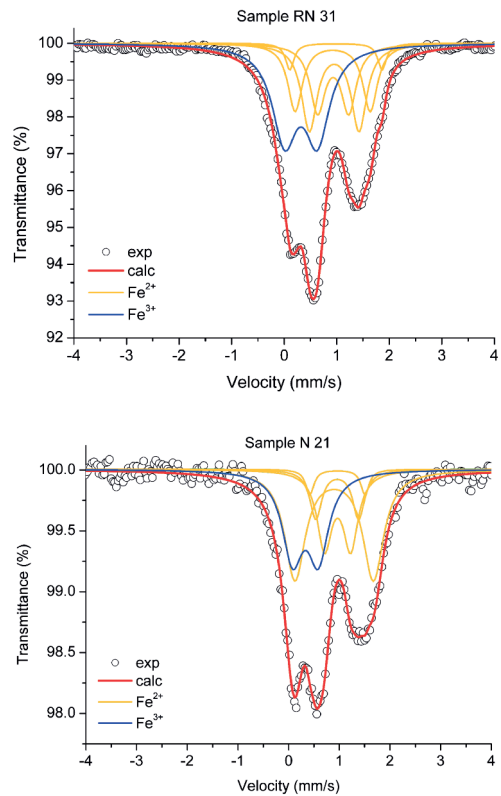 Sample RN 31
100
99
98
97
96
95
94
93
92
Transmittance (%)
exp
calc
Fe²⁺
Fe³⁺
-4 -3 -2 -1 0 1 2 3 4
Velocity (mm/s)
Sample N 21
100.0
99.5
99.0
98.5
98.0
Transmittance (%)
exp
calc
Fe²⁺
Fe³⁺
-4 -3 -2 -1 0 1 2 3 4
Velocity (mm/s)